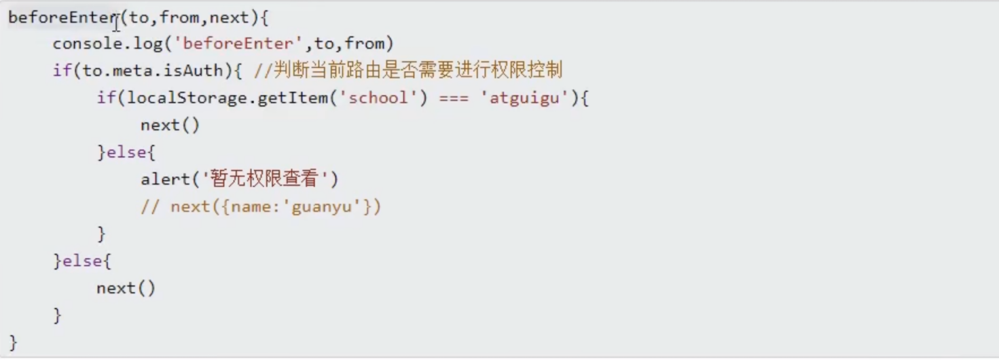 beforeEnter(to,from,next){
    console.log('beforeEnter',to,from)
    if(to.meta.isAuth){ //判断当前路由是否需要进行权限控制
        if(localStorage.getItem('school') === 'atguigu'){
            next()
        }else{
            alert('暂无权限查看')
            // next({name:'guanyu'})
        }
    }else{
        next()
    }
}